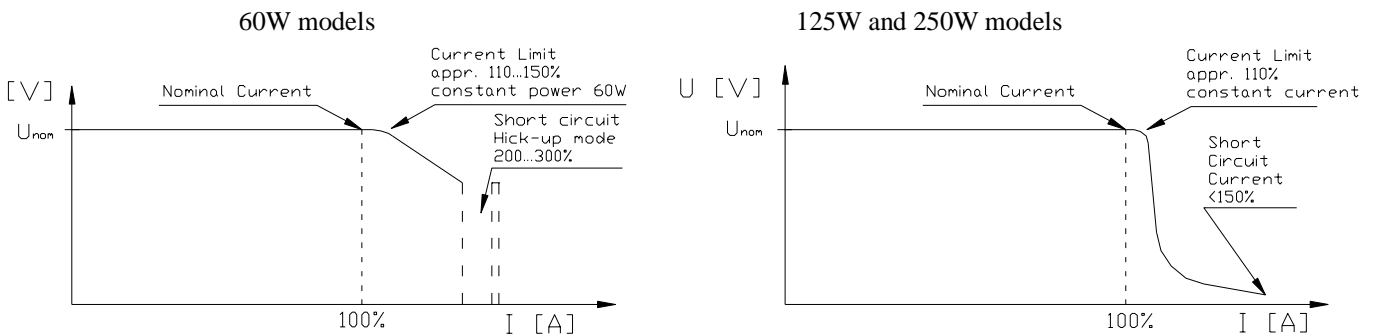 60W models
Current Limit
appr. 110...150%
constant power 60W
[V]
Nominal Current
Unom
Short circuit
Hick-up mode
200...300%
100%
I [A]
125W and 250W models
Current Limit
appr. 110%
constant current
U [V]
Nominal Current
Unom
Short
Circuit
Current
<150%
100%
I [A]